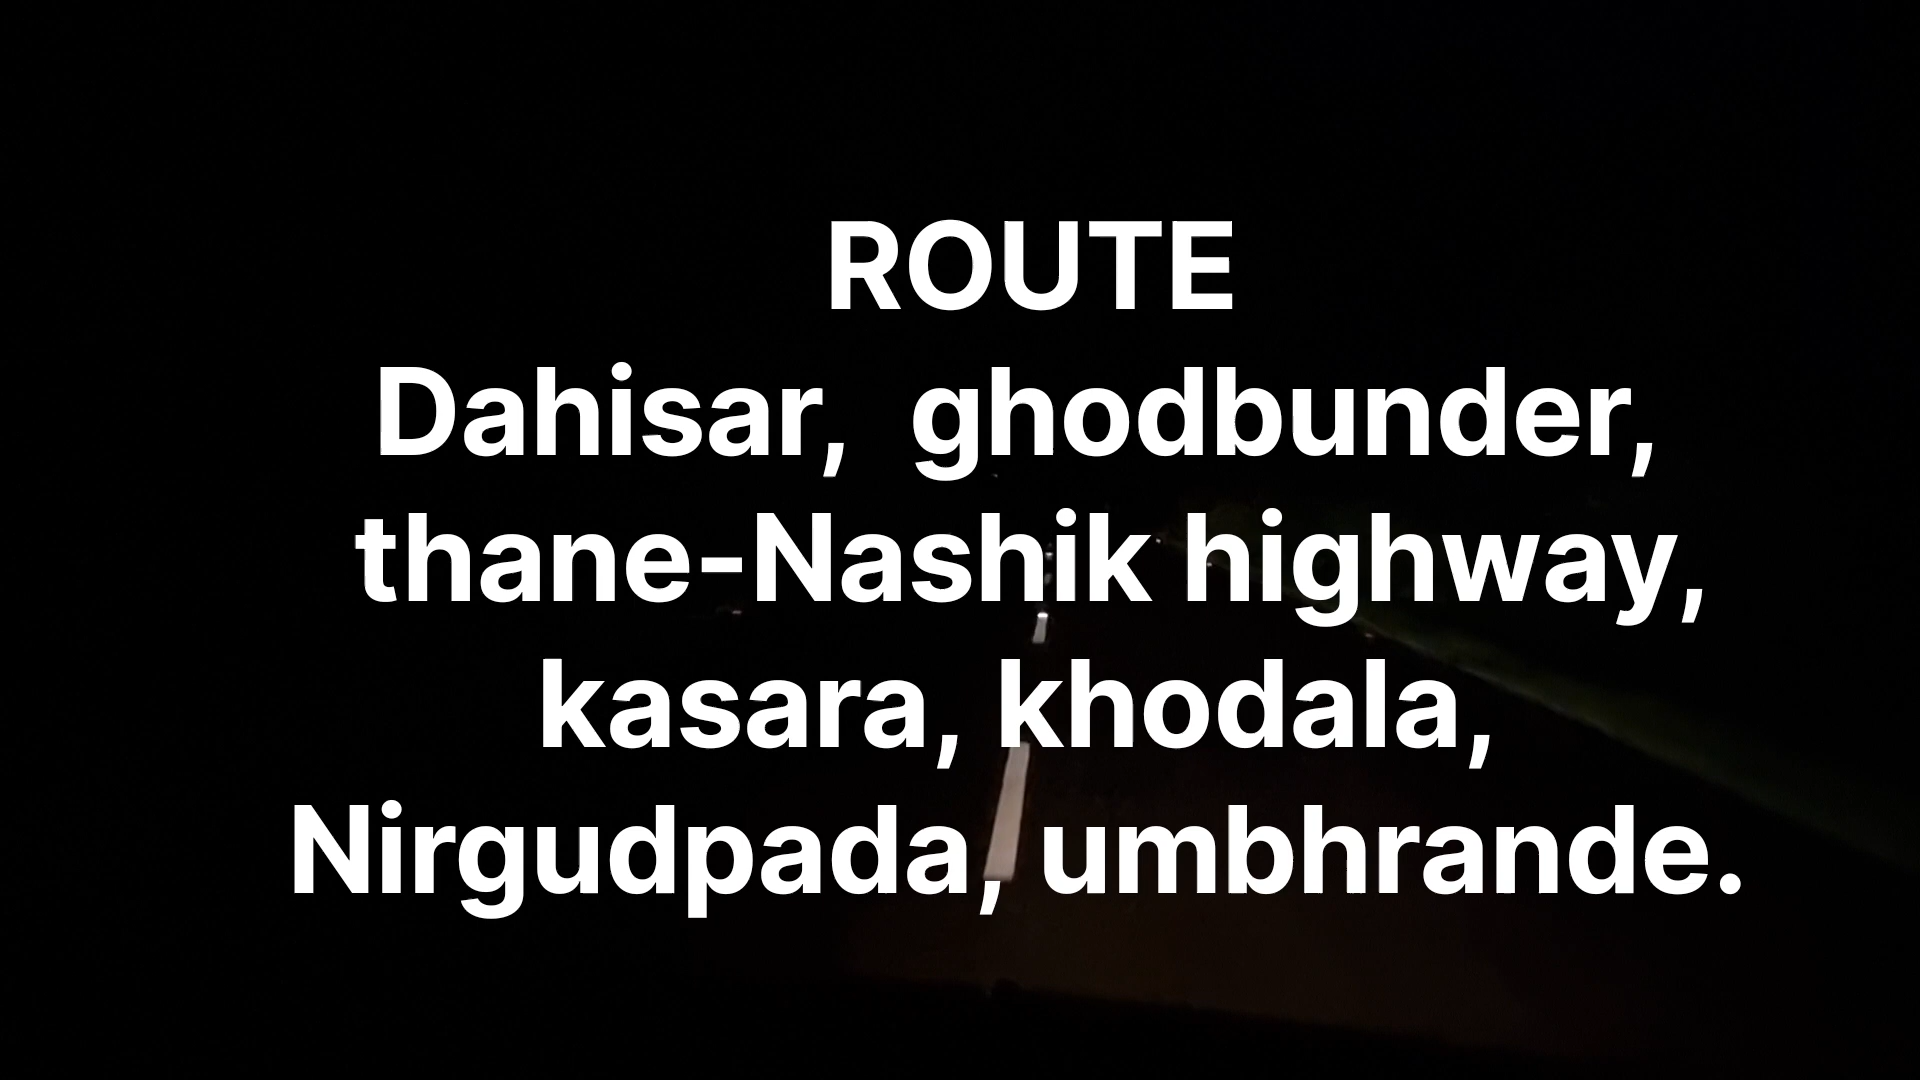 ROUTE
Dahisar,  ghodbunder,
thane-Nashik highway,
kasara, khodala,
Nirgudpada, umbhrande.